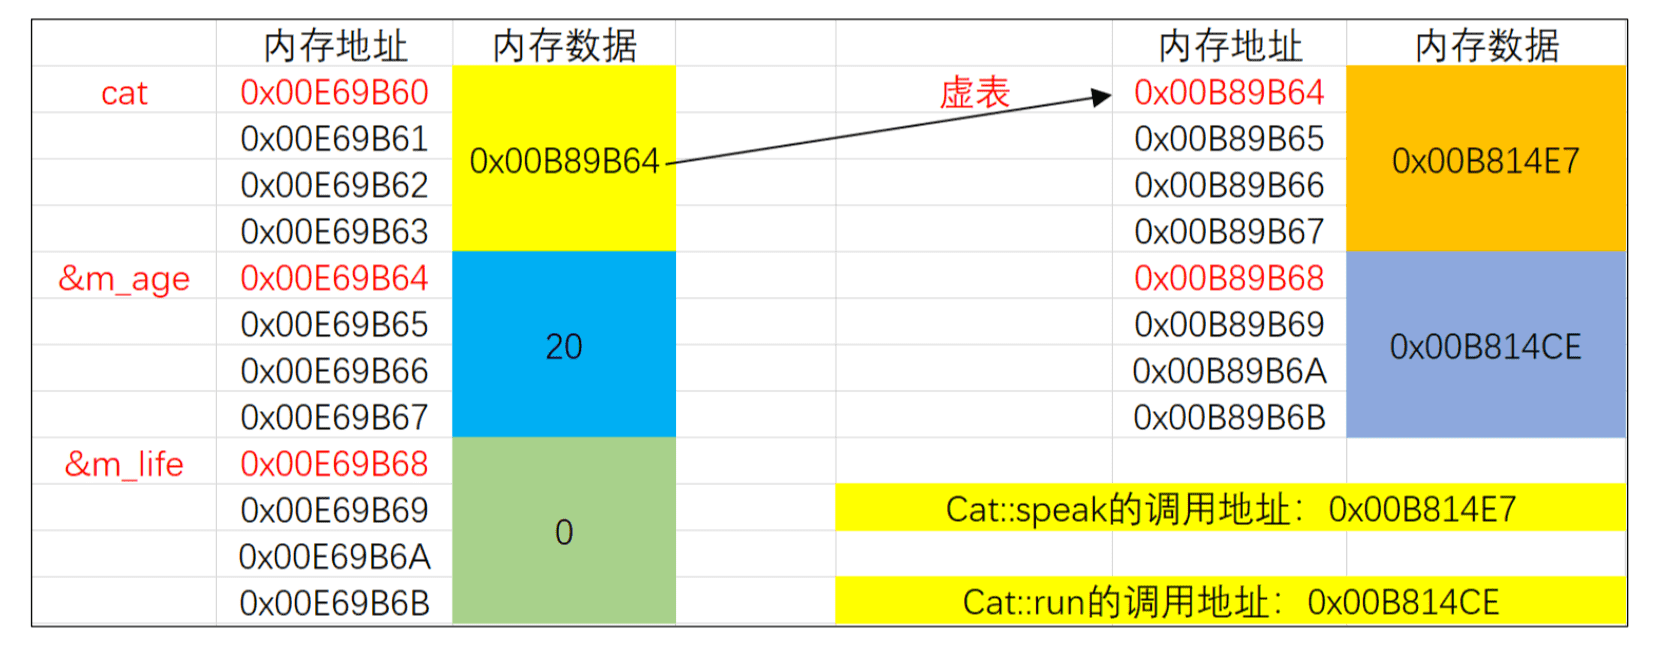 内存地址 内存数据 内存地址 内存数据
cat 0x00E69B60 虚表 0x00B89B64
0x00E69B61 0x00B89B65
0x00B89B64 0x00B814E7
0x00E69B62 0x00B89B66
0x00E69B63 0x00B89B67
&m_age 0x00E69B64 0x00B89B68
0x00E69B65 0x00B89B69
20 0x00B814CE
0x00E69B66 0x00B89B6A
0x00E69B67 0x00B89B6B
&m_life 0x00E69B68
0x00E69B69 Cat::speak的调用地址：0x00B814E7
0
0x00E69B6A
0x00E69B6B Cat::run的调用地址：0x00B814CE